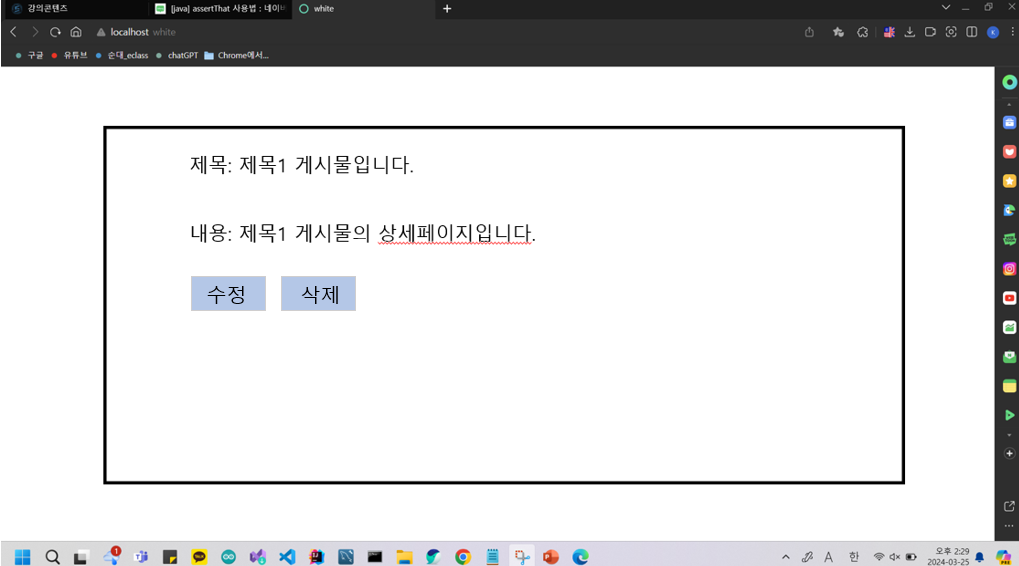 강의콘텐츠
[java] assertThat 사용법 : 네이버
white
localhost white
구글
유튜브
순대_eclass
chatGPT
Chrome에서...
제목: 제목1 게시물입니다.
내용: 제목1 게시물의 상세페이지입니다.
수정
삭제
1
A
한
오후 2:29
2024-03-25